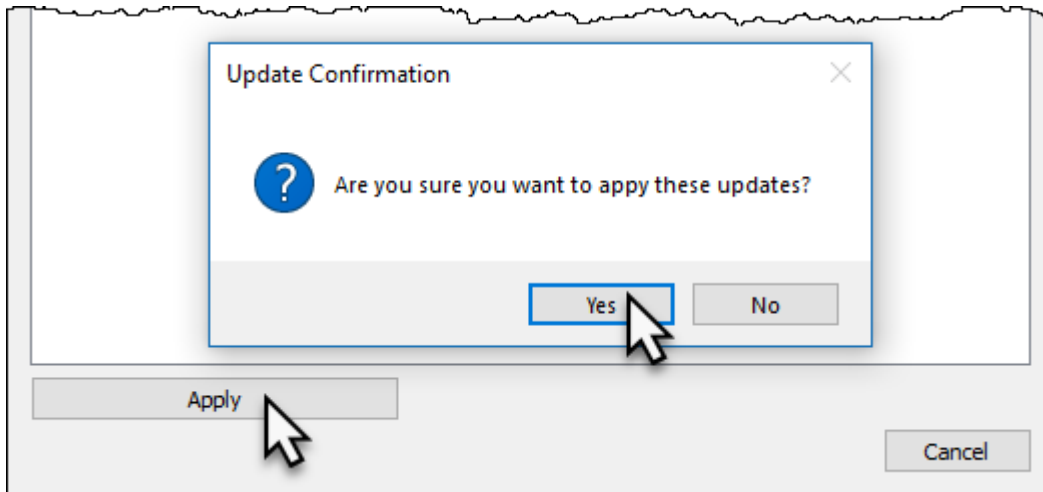 Update Confirmation
?
Are you sure you want to appy these updates?
Yes
No
Apply
Cancel